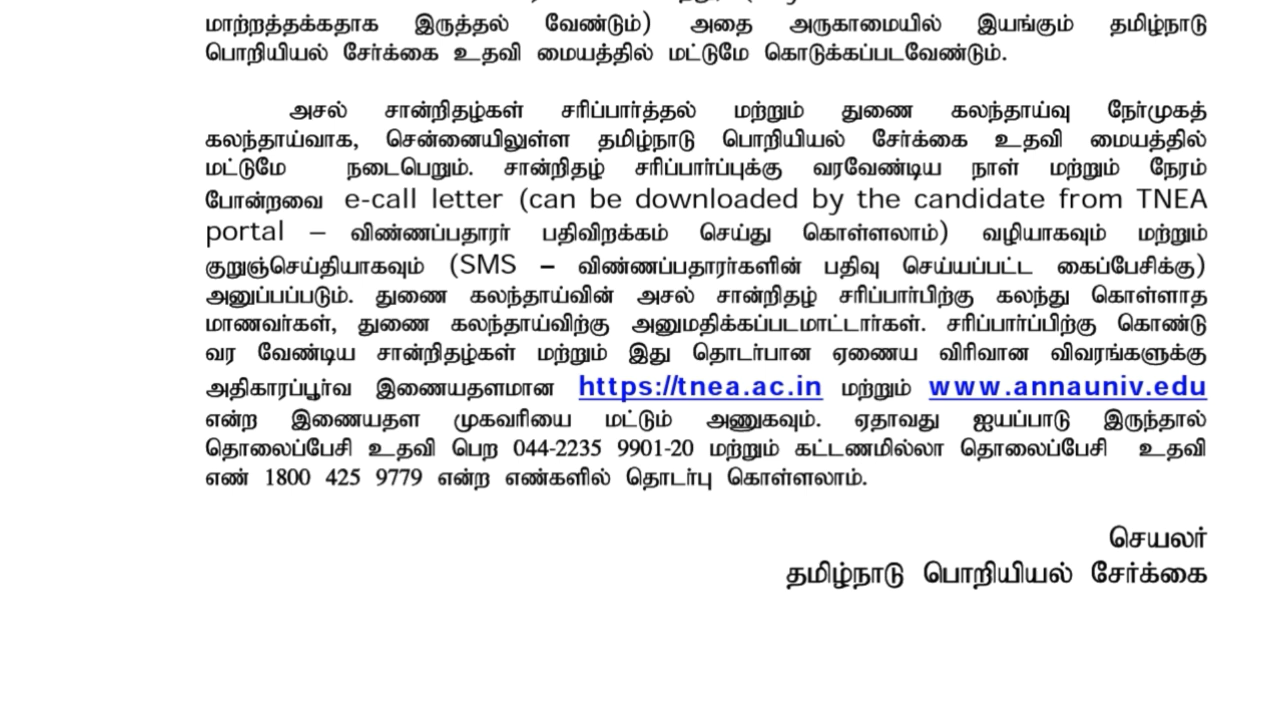 மாற்றத்தக்கதாக இருத்தல் வேண்டும்) அதை அருகாமையில் இயங்கும் தமிழ்நாடு
பொறியியல் சேர்க்கை உதவி மையத்தில் மட்டுமே கொடுக்கப்படவேண்டும்.
அசல் சான்றிதழ்கள் சரிப்பார்த்தல் மற்றும் துணை கலந்தாய்வு நேர்முகத்
கலந்தாய்வாக, சென்னையிலுள்ள தமிழ்நாடு பொறியியல் சேர்க்கை உதவி மையத்தில்
மட்டுமே நடைபெறும். சான்றிதழ் சரிப்பார்ப்புக்கு வரவேண்டிய நாள் மற்றும் நேரம்
போன்றவை e-call letter (can be downloaded by the candidate from TNEA
portal – விண்ணப்பதாரர் பதிவிறக்கம் செய்து கொள்ளலாம்) வழியாகவும் மற்றும்
குறுஞ்செய்தியாகவும் (SMS – விண்ணப்பதாரர்களின் பதிவு செய்யப்பட்ட கைப்பேசிக்கு)
அனுப்பப்படும். துணை கலந்தாய்வின் அசல் சான்றிதழ் சரிப்பார்பிற்கு கலந்து கொள்ளாத
மாணவர்கள், துணை கலந்தாய்விற்கு அனுமதிக்கப்படமாட்டார்கள். சரிப்பார்ப்பிற்கு கொண்டு
வர வேண்டிய சான்றிதழ்கள் மற்றும் இது தொடர்பான ஏணைய விரிவான விவரங்களுக்கு
அதிகாரப்பூர்வ இணையதளமான https://tnea.ac.in மற்றும் www.annauniv.edu
என்ற இணையதள முகவரியை மட்டும் அணுகவும். ஏதாவது ஐயப்பாடு இருந்தால்
தொலைப்பேசி உதவி பெற 044-2235 9901-20 மற்றும் கட்டணமில்லா தொலைப்பேசி உதவி
எண் 1800 425 9779 என்ற எண்களில் தொடர்பு கொள்ளலாம்.
செயலர்
தமிழ்நாடு பொறியியல் சேர்க்கை